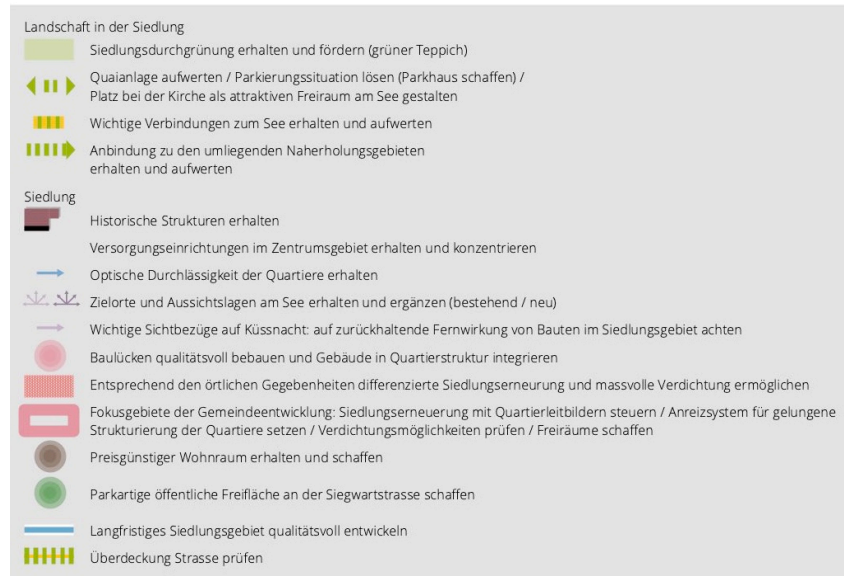 Landschaft in der Siedlung
Siedlungsdurchgrünung erhalten und fördern (grüner Teppich)
Quaianlage aufwerten / Parkierungssituation lösen (Parkhaus schaffen) /
Platz bei der Kirche als attraktiven Freiraum am See gestalten
Wichtige Verbindungen zum See erhalten und aufwerten
Anbindung zu den umliegenden Naherholungsgebieten
erhalten und aufwerten
Siedlung
Historische Strukturen erhalten
Versorgungseinrichtungen im Zentrumsgebiet erhalten und konzentrieren
Optische Durchlässigkeit der Quartiere erhalten
Zielorte und Aussichtslagen am See erhalten und ergänzen (bestehend / neu)
Wichtige Sichtbezüge auf Küssnacht: auf zurückhaltende Fernwirkung von Bauten im Siedlungsgebiet achten
Baulücken qualitätsvoll bebauen und Gebäude in Quartierstruktur integrieren
Entsprechend den örtlichen Gegebenheiten differenzierte Siedlungserneurung und massvolle Verdichtung ermöglichen
Fokusgebiete der Gemeindeentwicklung: Siedlungserneuerung mit Quartierleitbildern steuern / Anreizsystem für gelungene
Strukturierung der Quartiere setzen / Verdichtungsmöglichkeiten prüfen / Freiräume schaffen
Preisgünstiger Wohnraum erhalten und schaffen
Parkartige öffentliche Freifläche an der Siegwartstrasse schaffen
Langfristiges Siedlungsgebiet qualitätsvoll entwickeln
Überdeckung Strasse prüfen